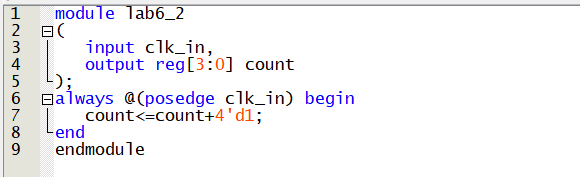 1 module lab6_2
2 (
3 input clk_in,
4 output reg[3:0] count
5 );
6 always @(posedge clk_in) begin
7 count<=count+4'd1;
8 end
9 endmodule